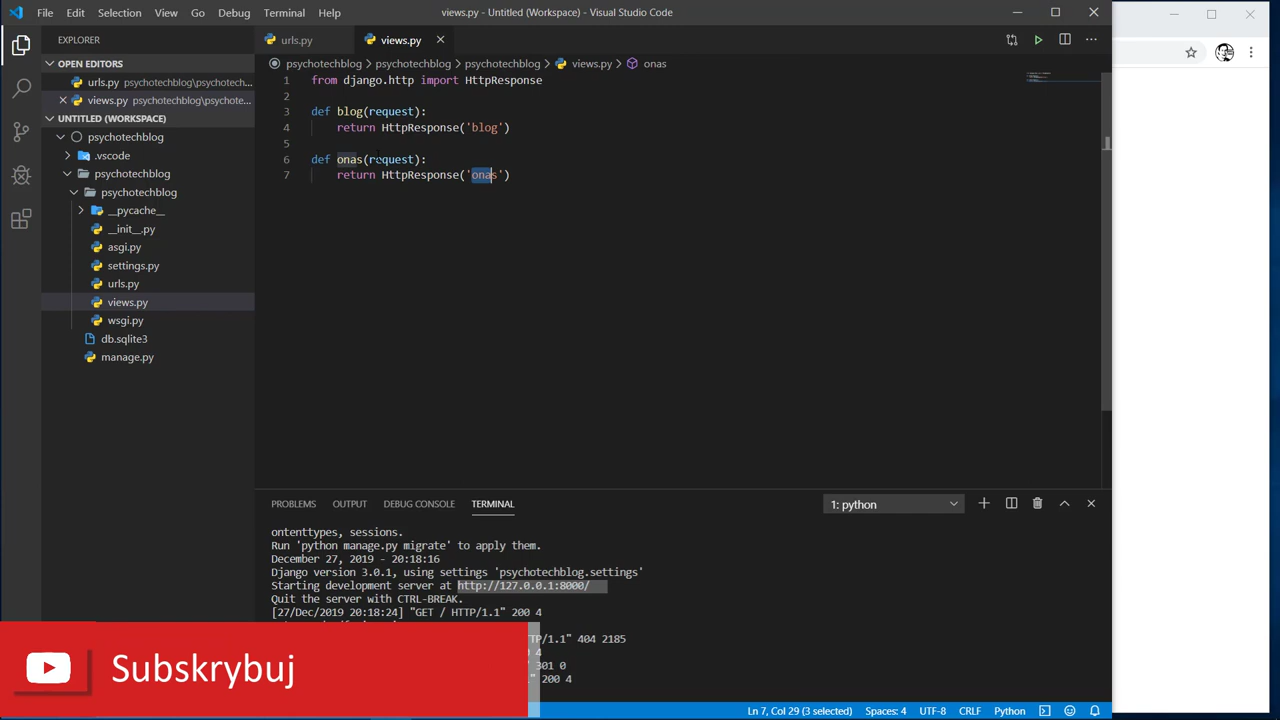 File Edit Selection View Go Debug Terminal Help
views.py - Untitled (Workspace) - Visual Studio Code
EXPLORER
urls.py
views.py
OPEN EDITORS
urls.py psychotechblog\psychotech...
views.py psychotechblog\psychote...
UNTITLED (WORKSPACE)
psychotechblog
.vscode
psychotechblog
psychotechblog
__pycache__
__init__.py
asgi.py
settings.py
urls.py
views.py
wsgi.py
db.sqlite3
manage.py
psychotechblog > psychotechblog > psychotechblog > views.py > onas
1 from django.http import HttpResponse
2
3 def blog(request):
4 return HttpResponse('blog')
5
6 def onas(request):
7 return HttpResponse('onas')
PROBLEMS OUTPUT DEBUG CONSOLE TERMINAL
1: python
ontenttypes, sessions.
Run 'python manage.py migrate' to apply them.
December 27, 2019 - 20:18:16
Django version 3.0.1, using settings 'psychotechblog.settings'
Starting development server at http://127.0.0.1:8000/
Quit the server with CTRL-BREAK.
[27/Dec/2019 20:18:24] "GET / HTTP/1.1" 200 4
TP/1.1" 404 2185
4
301 0
200 4
Subskrybuj
Ln 7, Col 29 (3 selected) Spaces: 4 UTF-8 CRLF Python